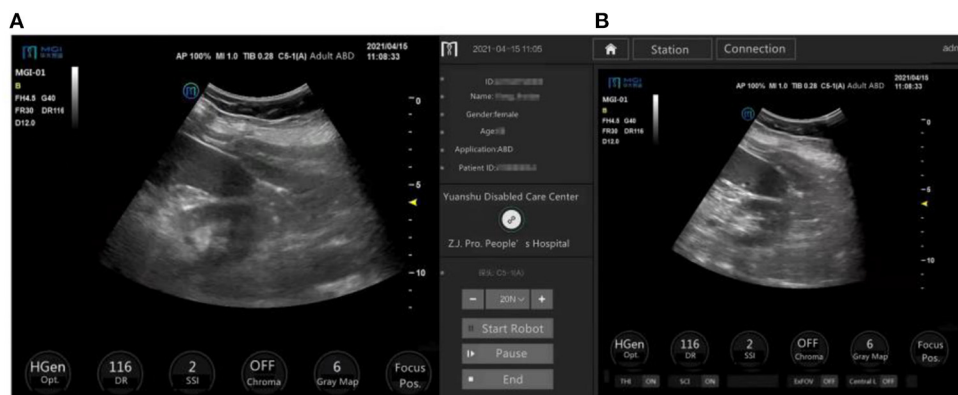 A
MGI
AP 100% MI 1.0 TIB 0.28 C5-1(A) Adult ABD
2021/04/15
11:08:33
MGI-01
B
FH4.5 G40
FR30 DR116
D12.0
0
5
10
HGen
Opt.
116
DR
2
SSI
OFF
Chroma
6
Gray Map
Focus
Pos.
2021-04-15 11:05
ID:
Name:
Gender:female
Age:
Application:ABD
Patient ID:
Yuanshu Disabled Care Center
Z.J. Pro. People' s Hospital
探头: C5-1(A)
− 20N +
Start Robot
Pause
End
B
Station
Connection
adn
MGI
AP 100% MI 1.0 TIB 0.28 C5-1(A) Adult ABD
2021/04/15
11:08:33
MGI-01
B
FH4.5 G40
FR30 DR116
D12.0
0
5
10
HGen
Opt.
116
DR
2
SSI
OFF
Chroma
6
Gray Map
Focus
Pos.
THI ON
SCI ON
ExFOV OFF
Central L OFF